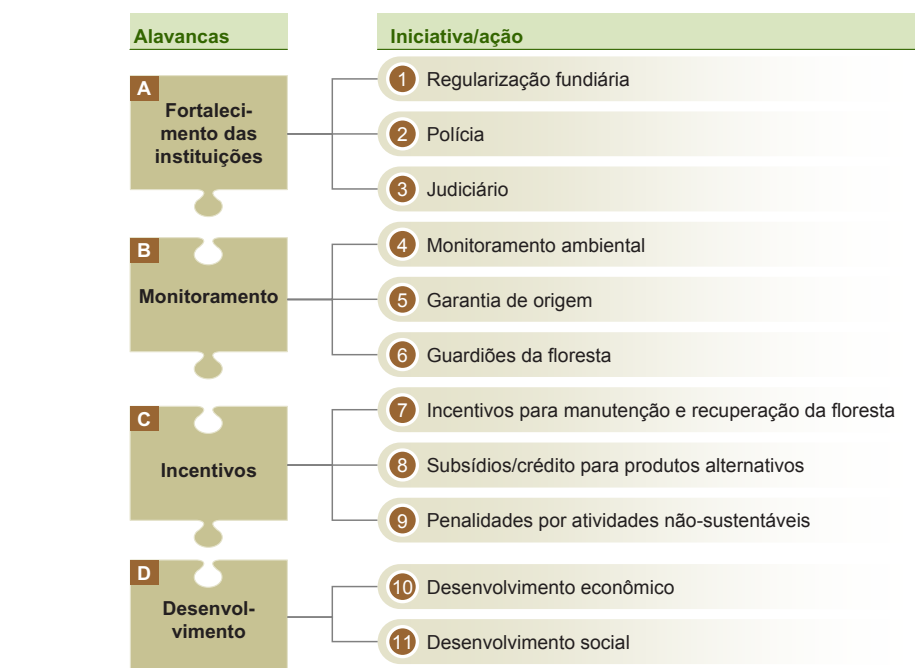 Alavancas
Iniciativa/ação
A
Fortaleci-
mento das
instituições
1 Regularização fundiária
2 Polícia
3 Judiciário
B
Monitoramento
4 Monitoramento ambiental
5 Garantia de origem
6 Guardiões da floresta
C
Incentivos
7 Incentivos para manutenção e recuperação da floresta
8 Subsídios/crédito para produtos alternativos
9 Penalidades por atividades não-sustentáveis
D
Desenvol-
vimento
10 Desenvolvimento econômico
11 Desenvolvimento social